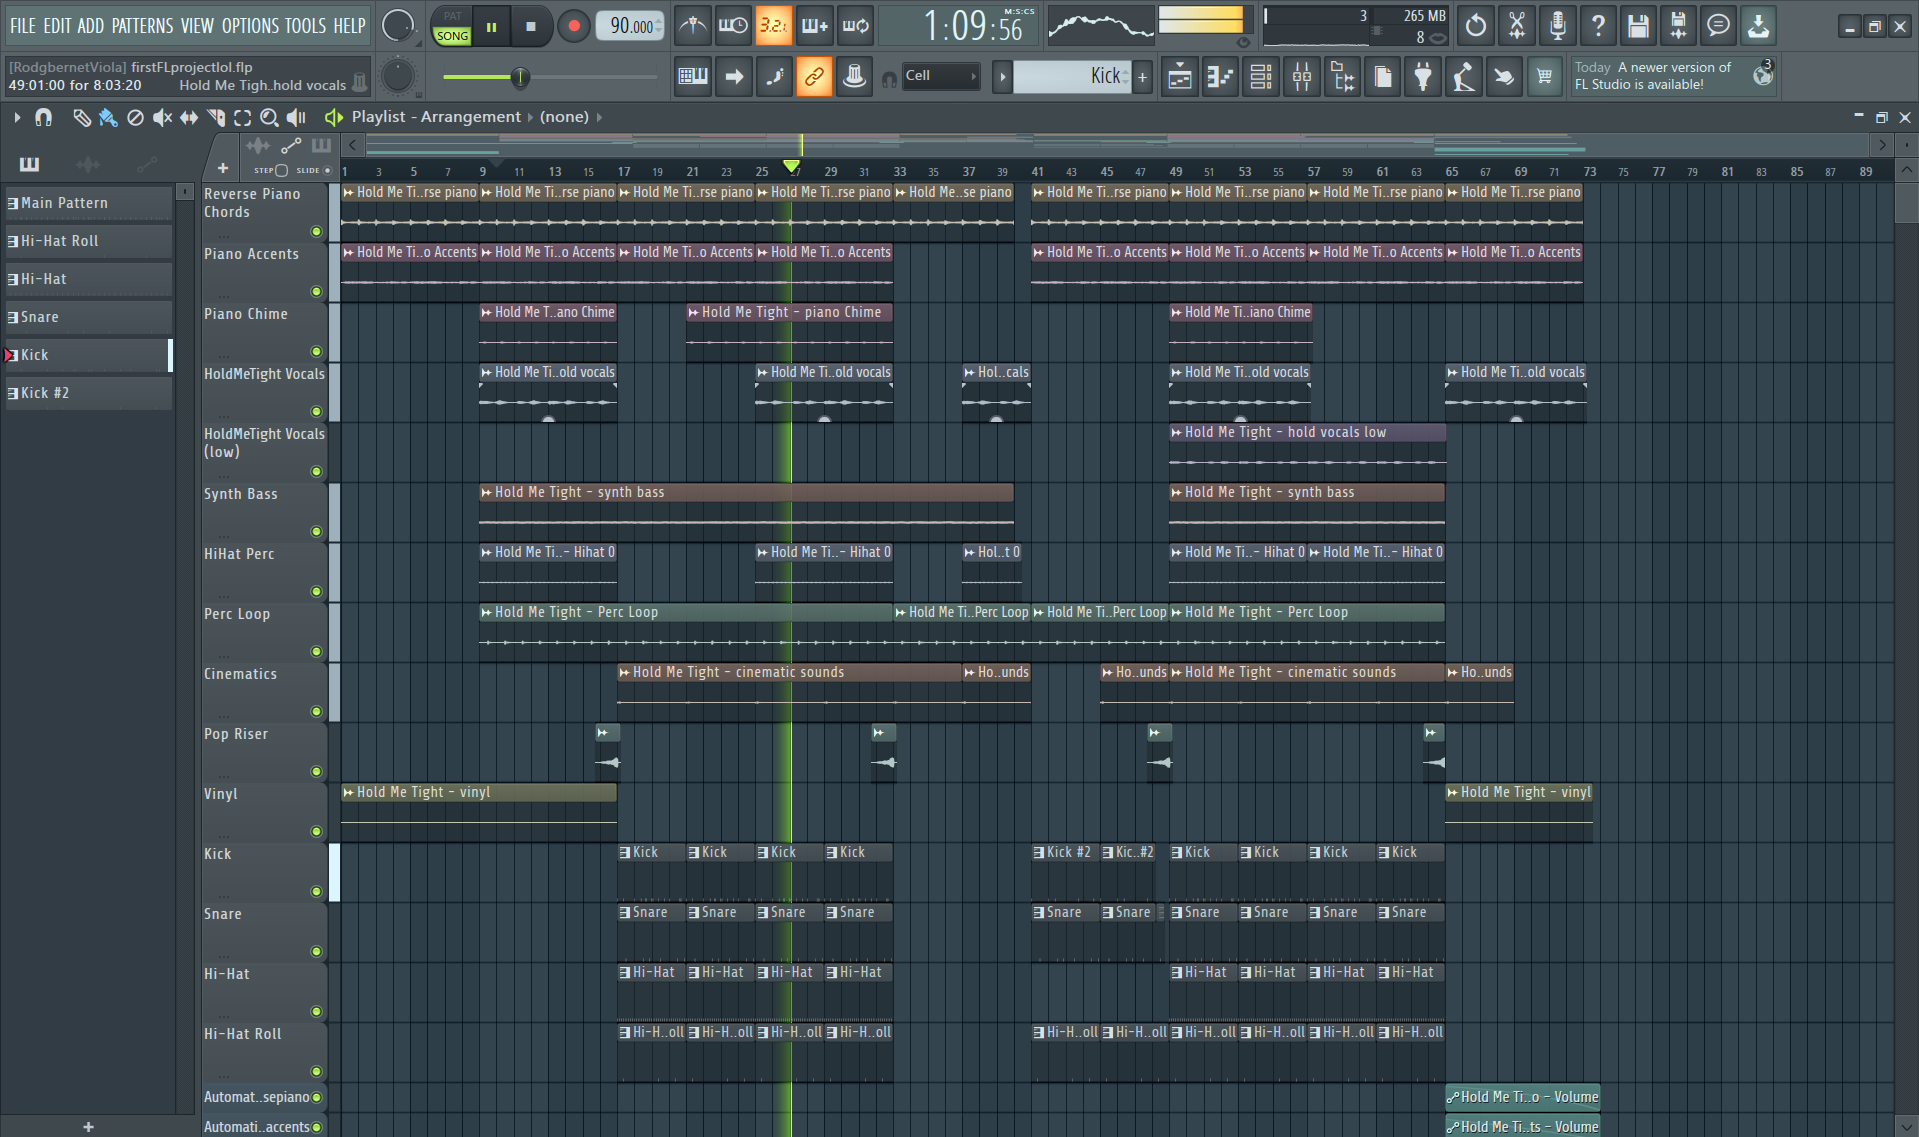 FILE EDIT ADD PATTERNS VIEW OPTIONS TOOLS HELP
PAT
SONG
90.000
3.2.
1:09:56
M:S:CS
3
265 MB
8
[RodgbernetViola] firstFLprojectlol.flp
49:01:00 for 8:03:20
Hold Me Tigh..hold vocals
Cell
Kick
Today A newer version of
FL Studio is available!
3
Playlist - Arrangement
(none)
STEP
SLIDE
1 3 5 7 9 11 13 15 17 19 21 23 25 27 29 31 33 35 37 39 41 43 45 47 49 51 53 55 57 59 61 63 65 67 69 71 73 75 77 79 81 83 85 87 89
Main Pattern
Hi-Hat Roll
Hi-Hat
Snare
Kick
Kick #2
Reverse Piano
Chords
Hold Me Ti..rse piano Hold Me Ti..rse piano Hold Me Ti..rse piano Hold Me Ti..rse piano Hold Me..se piano Hold Me Ti..rse piano Hold Me Ti..rse piano Hold Me Ti..rse piano Hold Me Ti..rse piano
Piano Accents
Hold Me Ti..o Accents Hold Me Ti..o Accents Hold Me Ti..o Accents Hold Me Ti..o Accents Hold Me Ti..o Accents Hold Me Ti..o Accents Hold Me Ti..o Accents Hold Me Ti..o Accents
Piano Chime
Hold Me T..ano Chime Hold Me Tight - piano Chime Hold Me Ti..iano Chime
HoldMeTight Vocals
Hold Me Ti..old vocals Hold Me Ti..old vocals Hol..cals Hold Me Ti..old vocals Hold Me Ti..old vocals
HoldMeTight Vocals
(low)
Hold Me Tight - hold vocals low
Synth Bass
Hold Me Tight - synth bass Hold Me Tight - synth bass
HiHat Perc
Hold Me Ti..- Hihat 0 Hold Me Ti..- Hihat 0 Hol..t 0 Hold Me Ti..- Hihat 0 Hold Me Ti..- Hihat 0
Perc Loop
Hold Me Tight - Perc Loop Hold Me Ti..Perc Loop Hold Me Ti..Perc Loop Hold Me Tight - Perc Loop
Cinematics
Hold Me Tight - cinematic sounds Ho..unds Ho..unds Hold Me Tight - cinematic sounds Ho..unds
Pop Riser
Vinyl
Hold Me Tight - vinyl Hold Me Tight - vinyl
Kick
Kick Kick Kick Kick Kick #2 Kic..#2 Kick Kick Kick Kick
Snare
Snare Snare Snare Snare Snare Snare Snare Snare Snare Snare
Hi-Hat
Hi-Hat Hi-Hat Hi-Hat Hi-Hat Hi-Hat Hi-Hat Hi-Hat Hi-Hat
Hi-Hat Roll
Hi-H..oll Hi-H..oll Hi-H..oll Hi-H..oll Hi-H..oll Hi-H..oll Hi-H..oll Hi-H..oll Hi-H..oll Hi-H..oll
Automat..sepiano
Hold Me Ti..o - Volume
Automati..accents
Hold Me Ti..ts - Volume